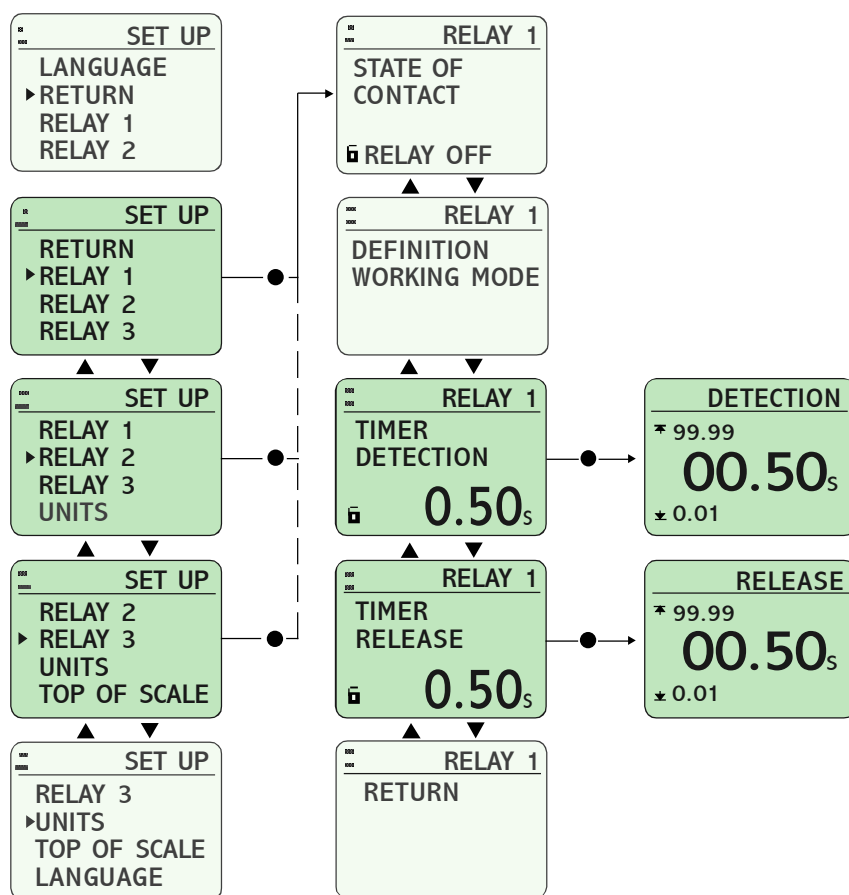 SET UP
LANGUAGE
RETURN
RELAY 1
RELAY 2
SET UP
RETURN
RELAY 1
RELAY 2
RELAY 3
SET UP
RELAY 1
RELAY 2
RELAY 3
UNITS
SET UP
RELAY 2
RELAY 3
UNITS
TOP OF SCALE
SET UP
RELAY 3
UNITS
TOP OF SCALE
LANGUAGE
RELAY 1
STATE OF
CONTACT
RELAY OFF
RELAY 1
DEFINITION
WORKING MODE
RELAY 1
TIMER
DETECTION
0.50s
RELAY 1
TIMER
RELEASE
0.50s
RELAY 1
RETURN
DETECTION
99.99
00.50s
0.01
RELEASE
99.99
00.50s
0.01